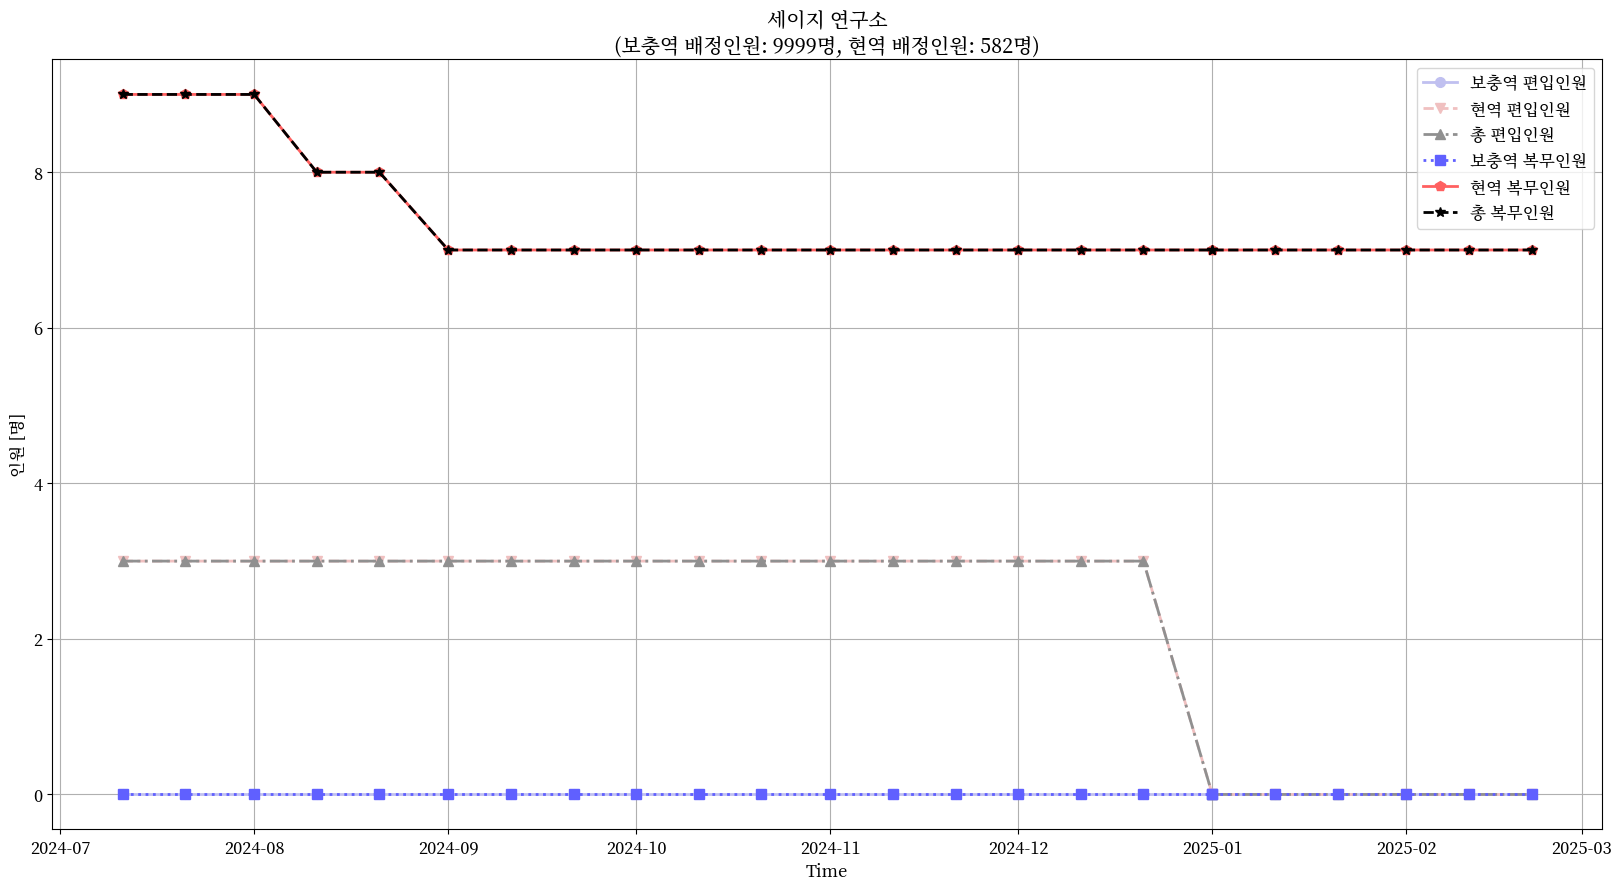 세이지 연구소
(보충역 배정인원: 9999명, 현역 배정인원: 582명)
보충역 편입인원
현역 편입인원
총 편입인원
보충역 복무인원
현역 복무인원
총 복무인원
인원 [명]
8
6
4
2
0
2024-07 2024-08 2024-09 2024-10 2024-11 2024-12 2025-01 2025-02 2025-03
Time